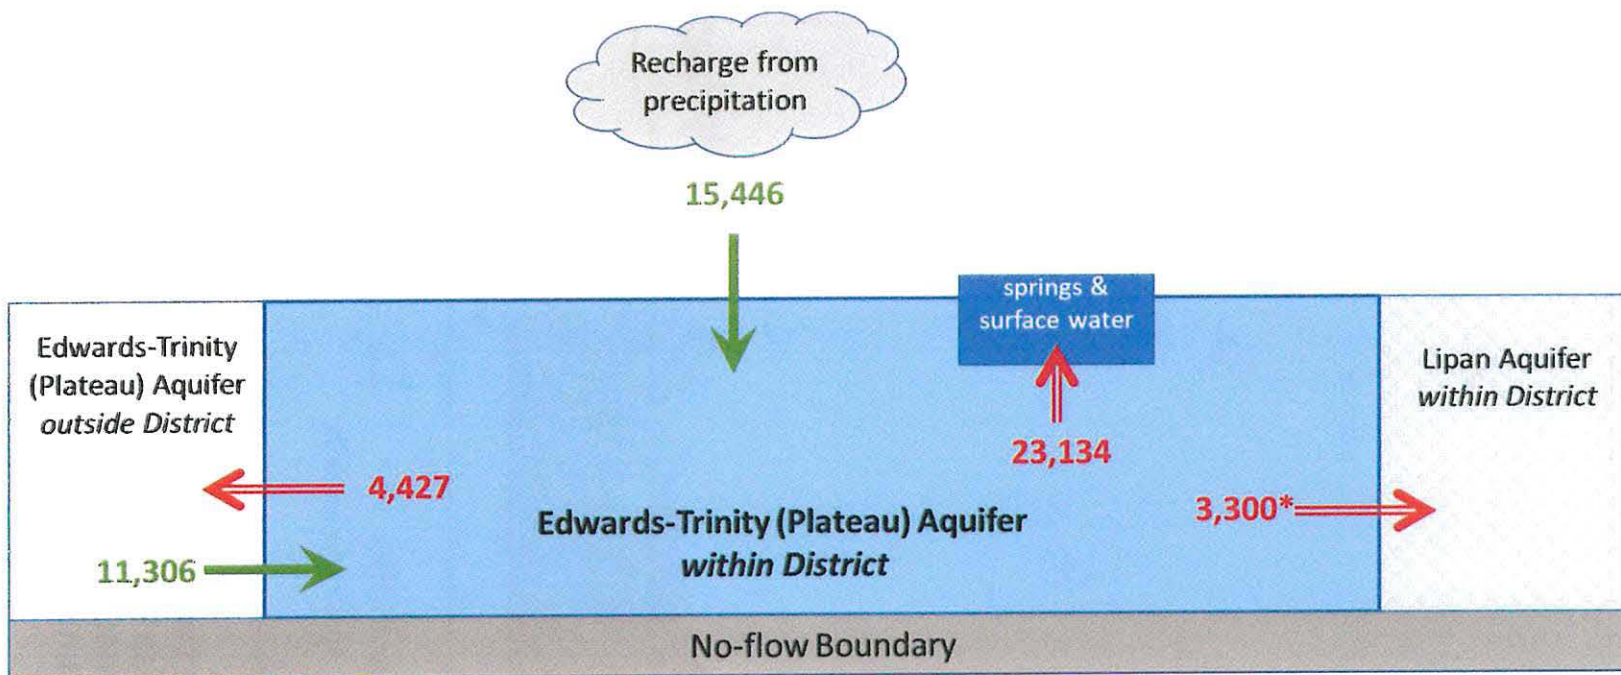 Recharge from
precipitation
15,446
springs &
surface water
Edwards-Trinity
(Plateau) Aquifer
outside District
Lipan Aquifer
within District
23,134
4,427
3,300*
Edwards-Trinity (Plateau) Aquifer
within District
11,306
No-flow Boundary